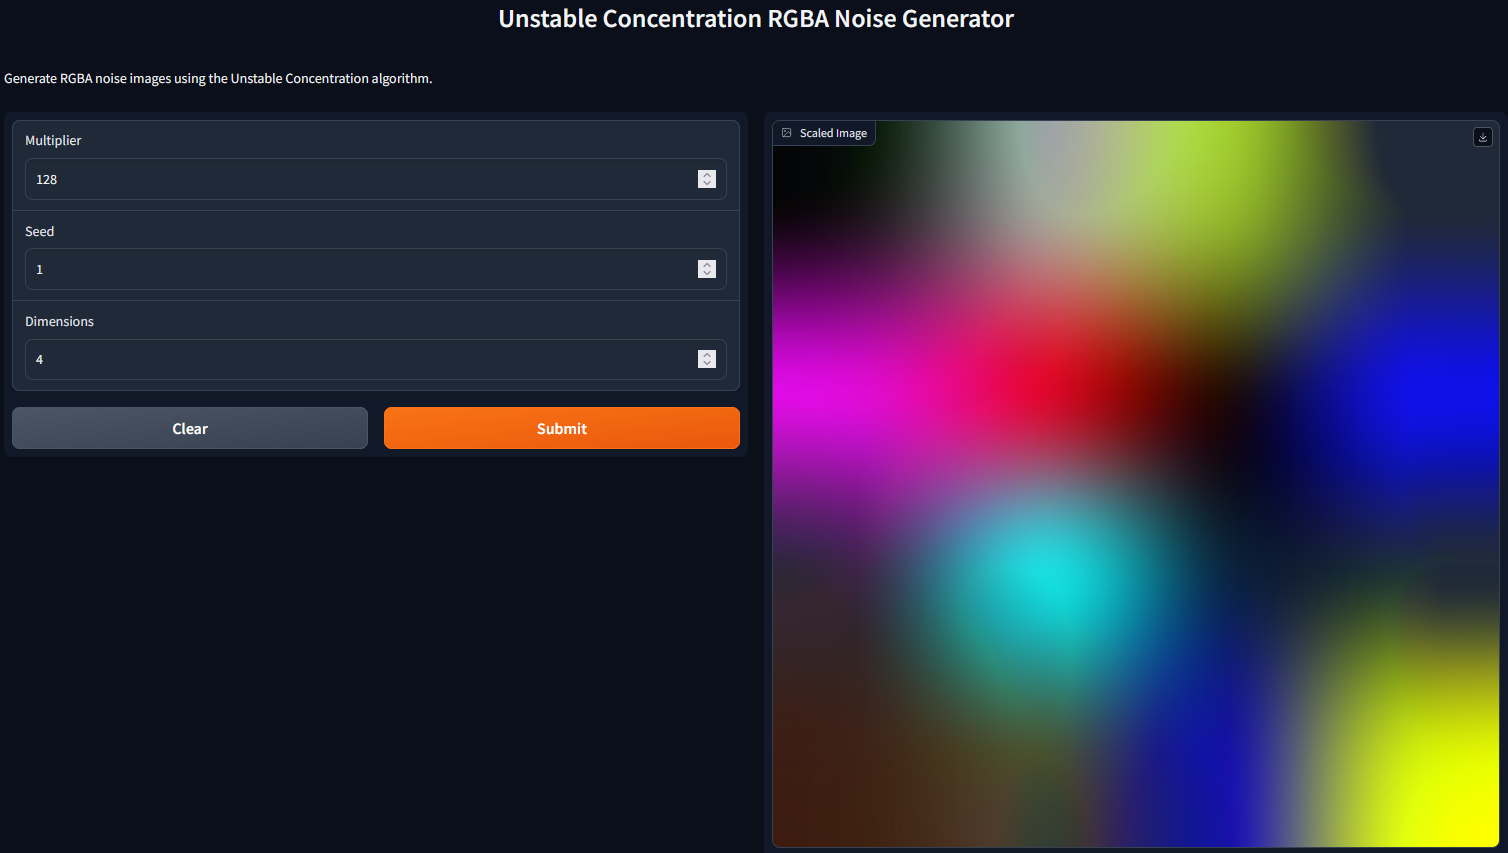 Unstable Concentration RGBA Noise Generator
Generate RGBA noise images using the Unstable Concentration algorithm.
Multiplier
128
Seed
1
Dimensions
4
Clear
Submit
Scaled Image